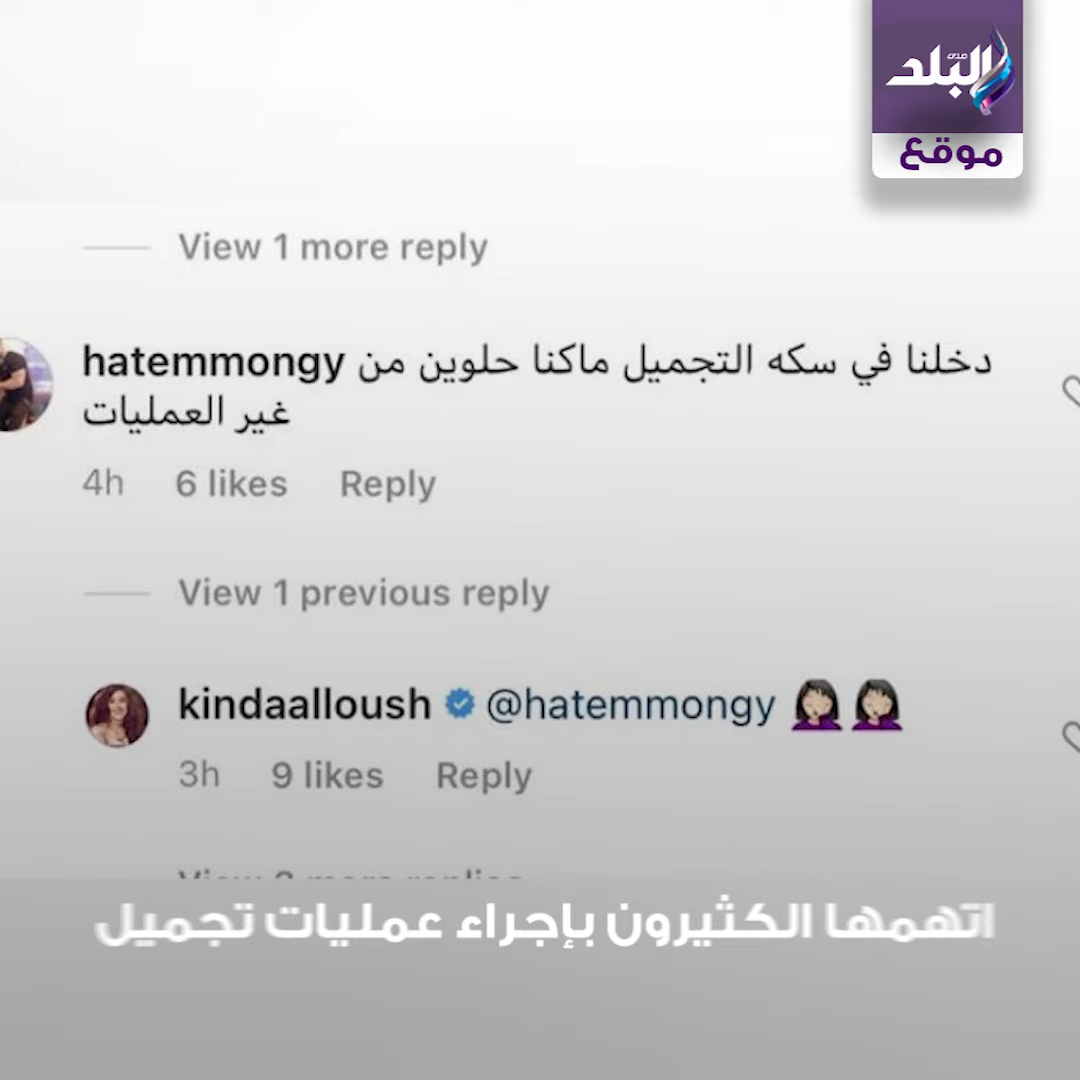 صدى البلد
موقع
View 1 more reply
hatemmongy دخلنا في سكه التجميل ماكنا حلوين من
غير العمليات
4h 6 likes Reply
View 1 previous reply
kindaalloush @hatemmongy 🤦🏻‍♀️🤦🏻‍♀️
3h 9 likes Reply
اتهمها الكثيرون بإجراء عمليات تجميل